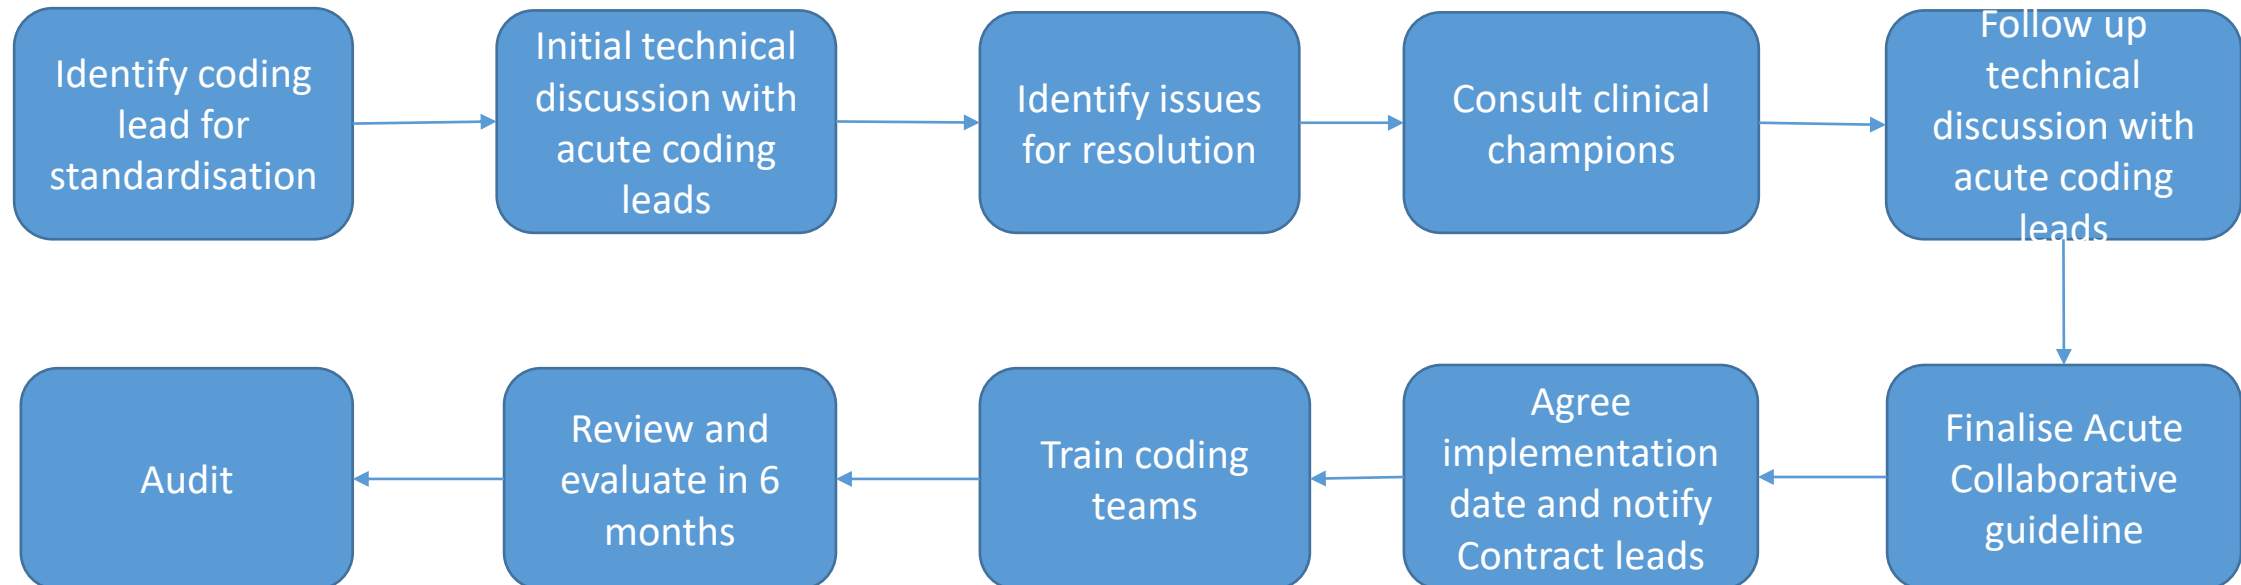 Identify coding
lead for
standardisation
Initial technical
discussion with
acute coding
leads
Identify issues
for resolution
Consult clinical
champions
Follow up
technical
discussion with
acute coding
leads
Finalise Acute
Collaborative
guideline
Agree
implementation
date and notify
Contract leads
Train coding
teams
Review and
evaluate in 6
months
Audit